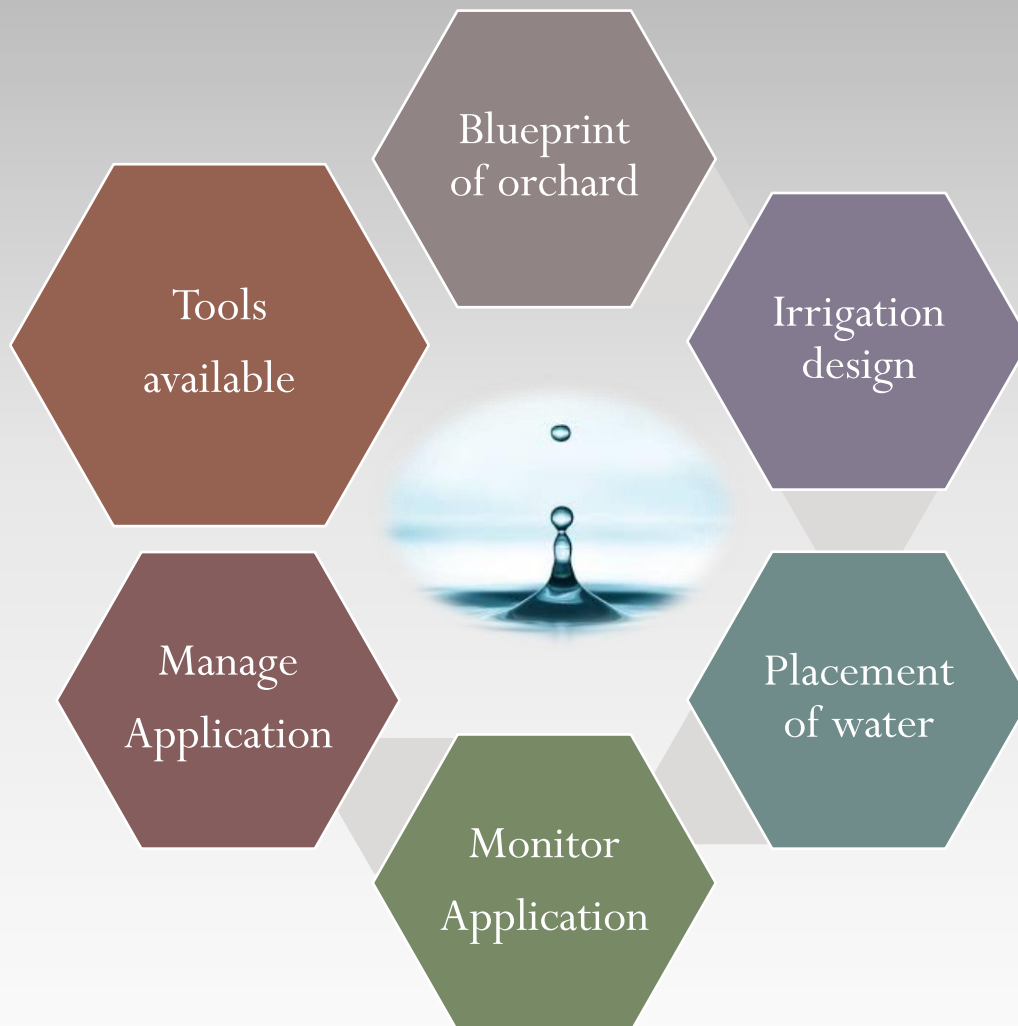 Blueprint
of orchard
Irrigation
design
Placement
of water
Monitor
Application
Manage
Application
Tools
available